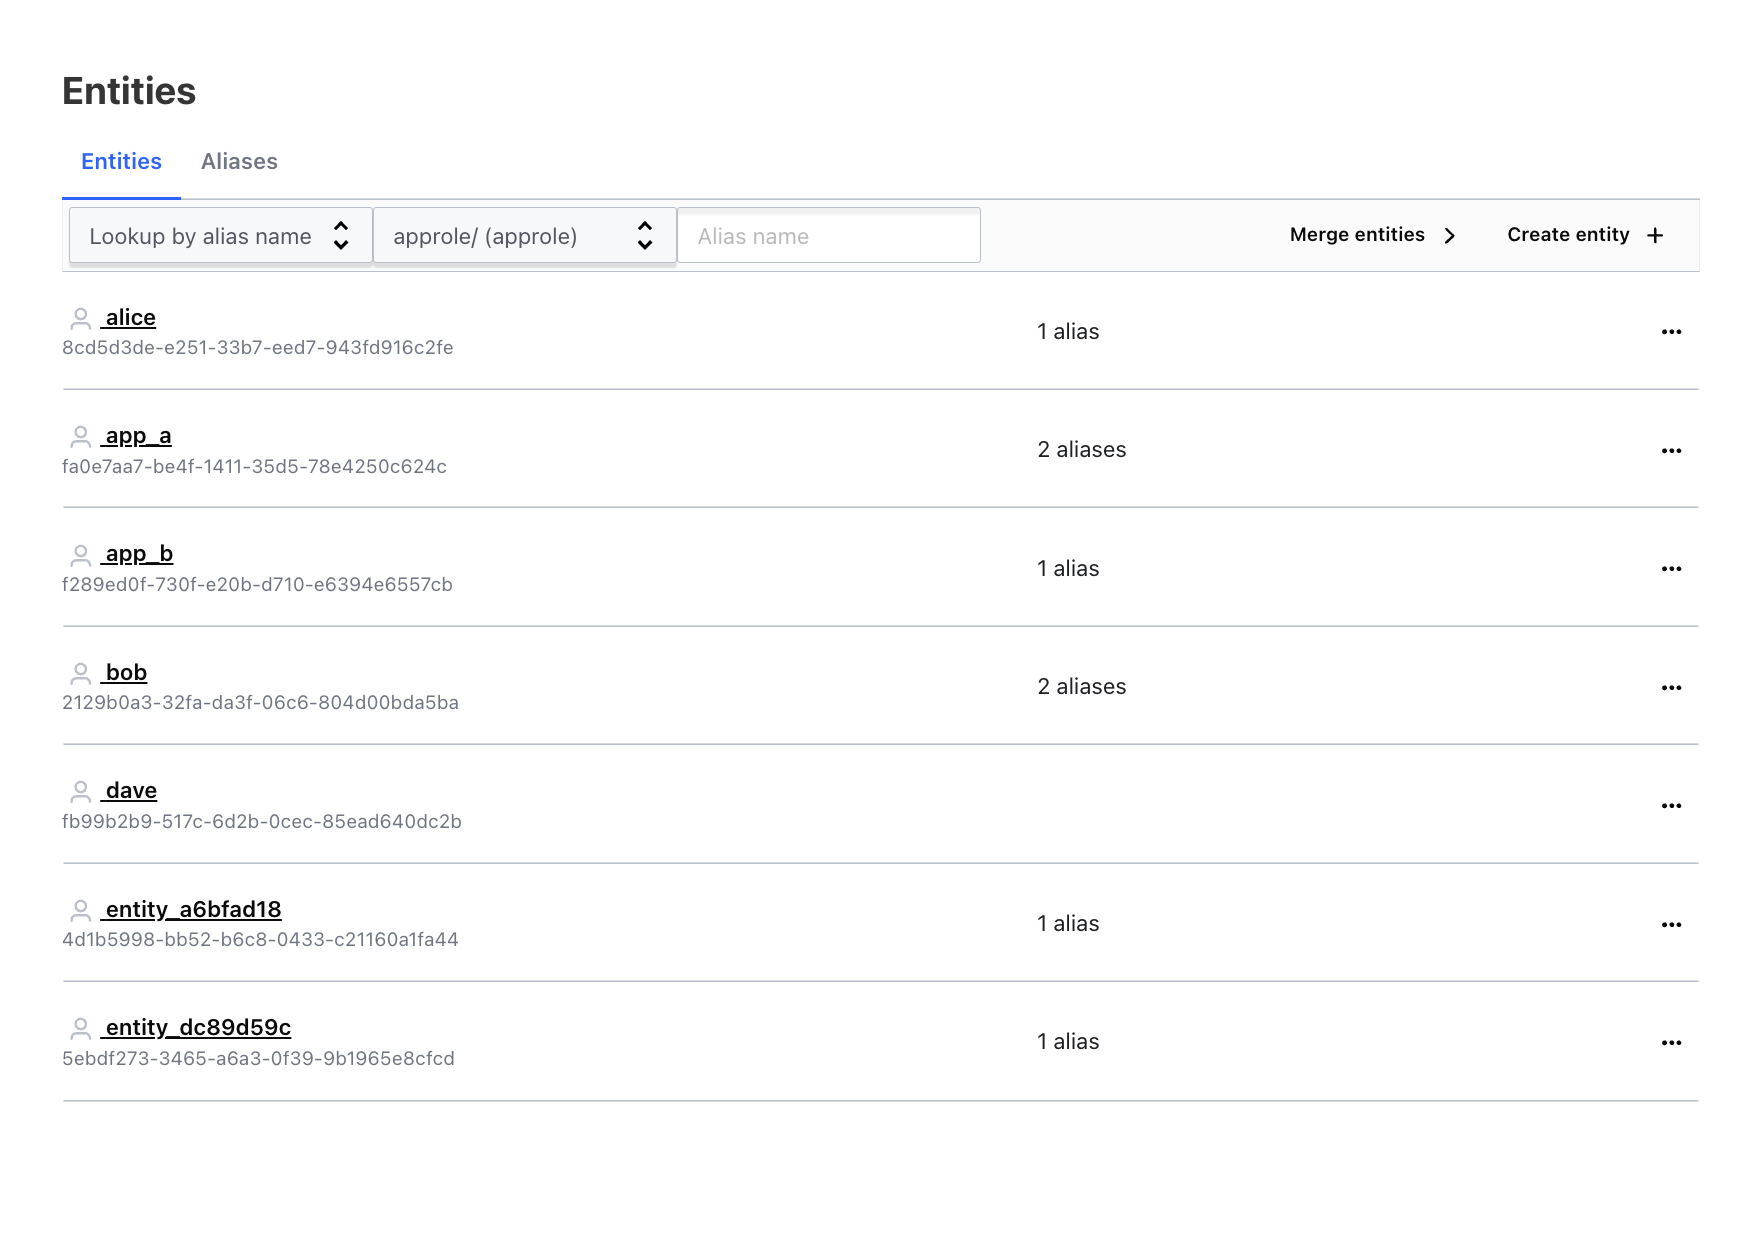 Entities
Entities Aliases
Lookup by alias name approle/ (approle) Alias name Merge entities Create entity
alice
8cd5d3de-e251-33b7-eed7-943fd916c2fe
1 alias
app_a
fa0e7aa7-be4f-1411-35d5-78e4250c624c
2 aliases
app_b
f289ed0f-730f-e20b-d710-e6394e6557cb
1 alias
bob
2129b0a3-32fa-da3f-06c6-804d00bda5ba
2 aliases
dave
fb99b2b9-517c-6d2b-0cec-85ead640dc2b
entity_a6bfad18
4d1b5998-bb52-b6c8-0433-c21160a1fa44
1 alias
entity_dc89d59c
5ebdf273-3465-a6a3-0f39-9b1965e8cfcd
1 alias